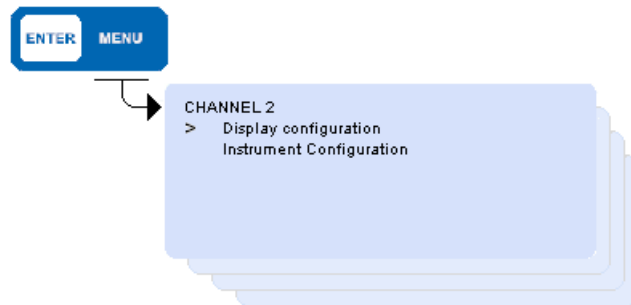 ENTER MENU
CHANNEL 2
> Display configuration
Instrument Configuration